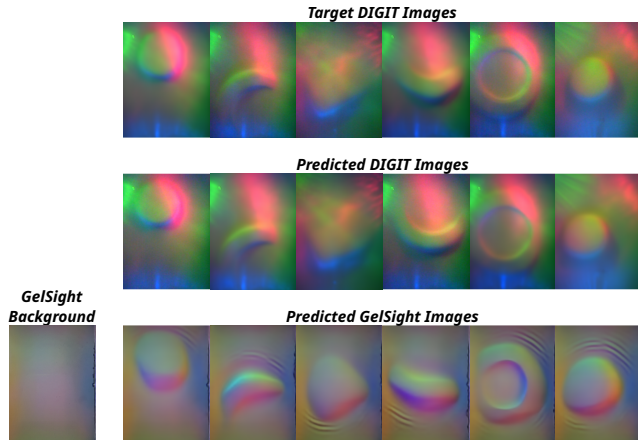 Target DIGIT Images
Predicted DIGIT Images
GelSight
Background
Predicted GelSight Images